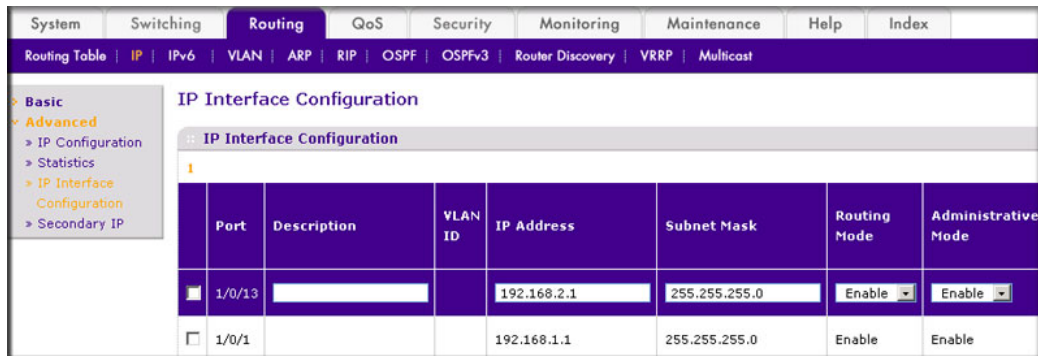 System Switching Routing QoS Security Monitoring Maintenance Help Index
Routing Table | IP | IPv6 | VLAN | ARP | RIP | OSPF | OSPFv3 | Router Discovery | VRRP | Multicast
Basic
Advanced
» IP Configuration
» Statistics
» IP Interface
Configuration
» Secondary IP
IP Interface Configuration
IP Interface Configuration
1
Port Description VLAN ID IP Address Subnet Mask Routing Mode Administrative Mode
1/0/13 192.168.2.1 255.255.255.0 Enable Enable
1/0/1 192.168.1.1 255.255.255.0 Enable Enable